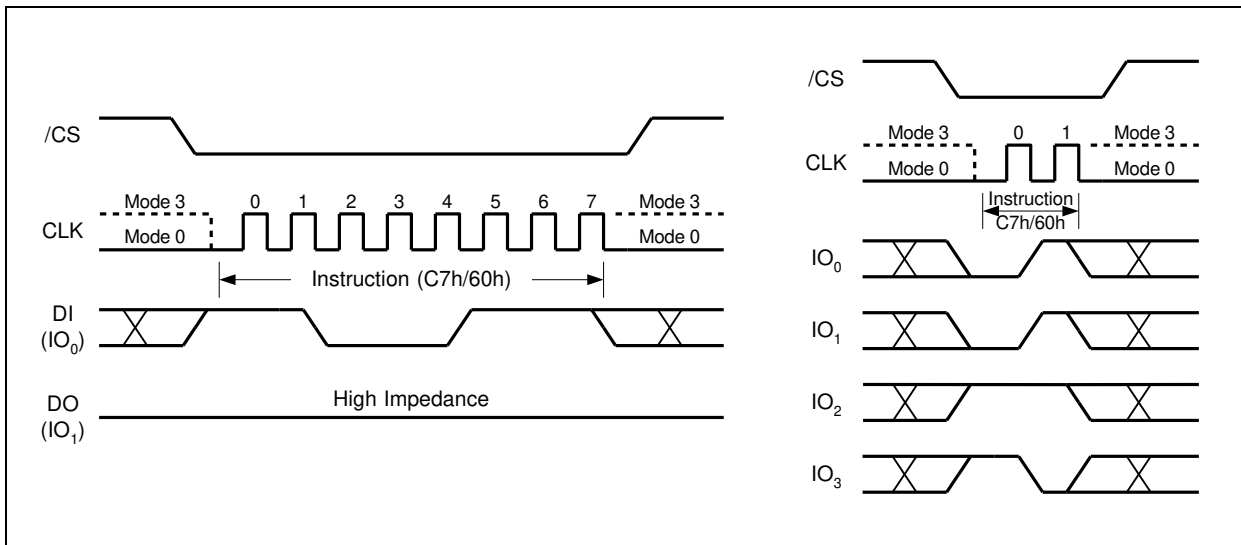 /CS
Mode 3
0 1 2 3 4 5 6 7
Mode 3
CLK
Mode 0
Mode 0
Instruction (C7h/60h)
DI
(IO0)
High Impedance
DO
(IO1)
/CS
Mode 3
0 1
Mode 3
CLK
Mode 0
Mode 0
Instruction
C7h/60h
IO0
IO1
IO2
IO3